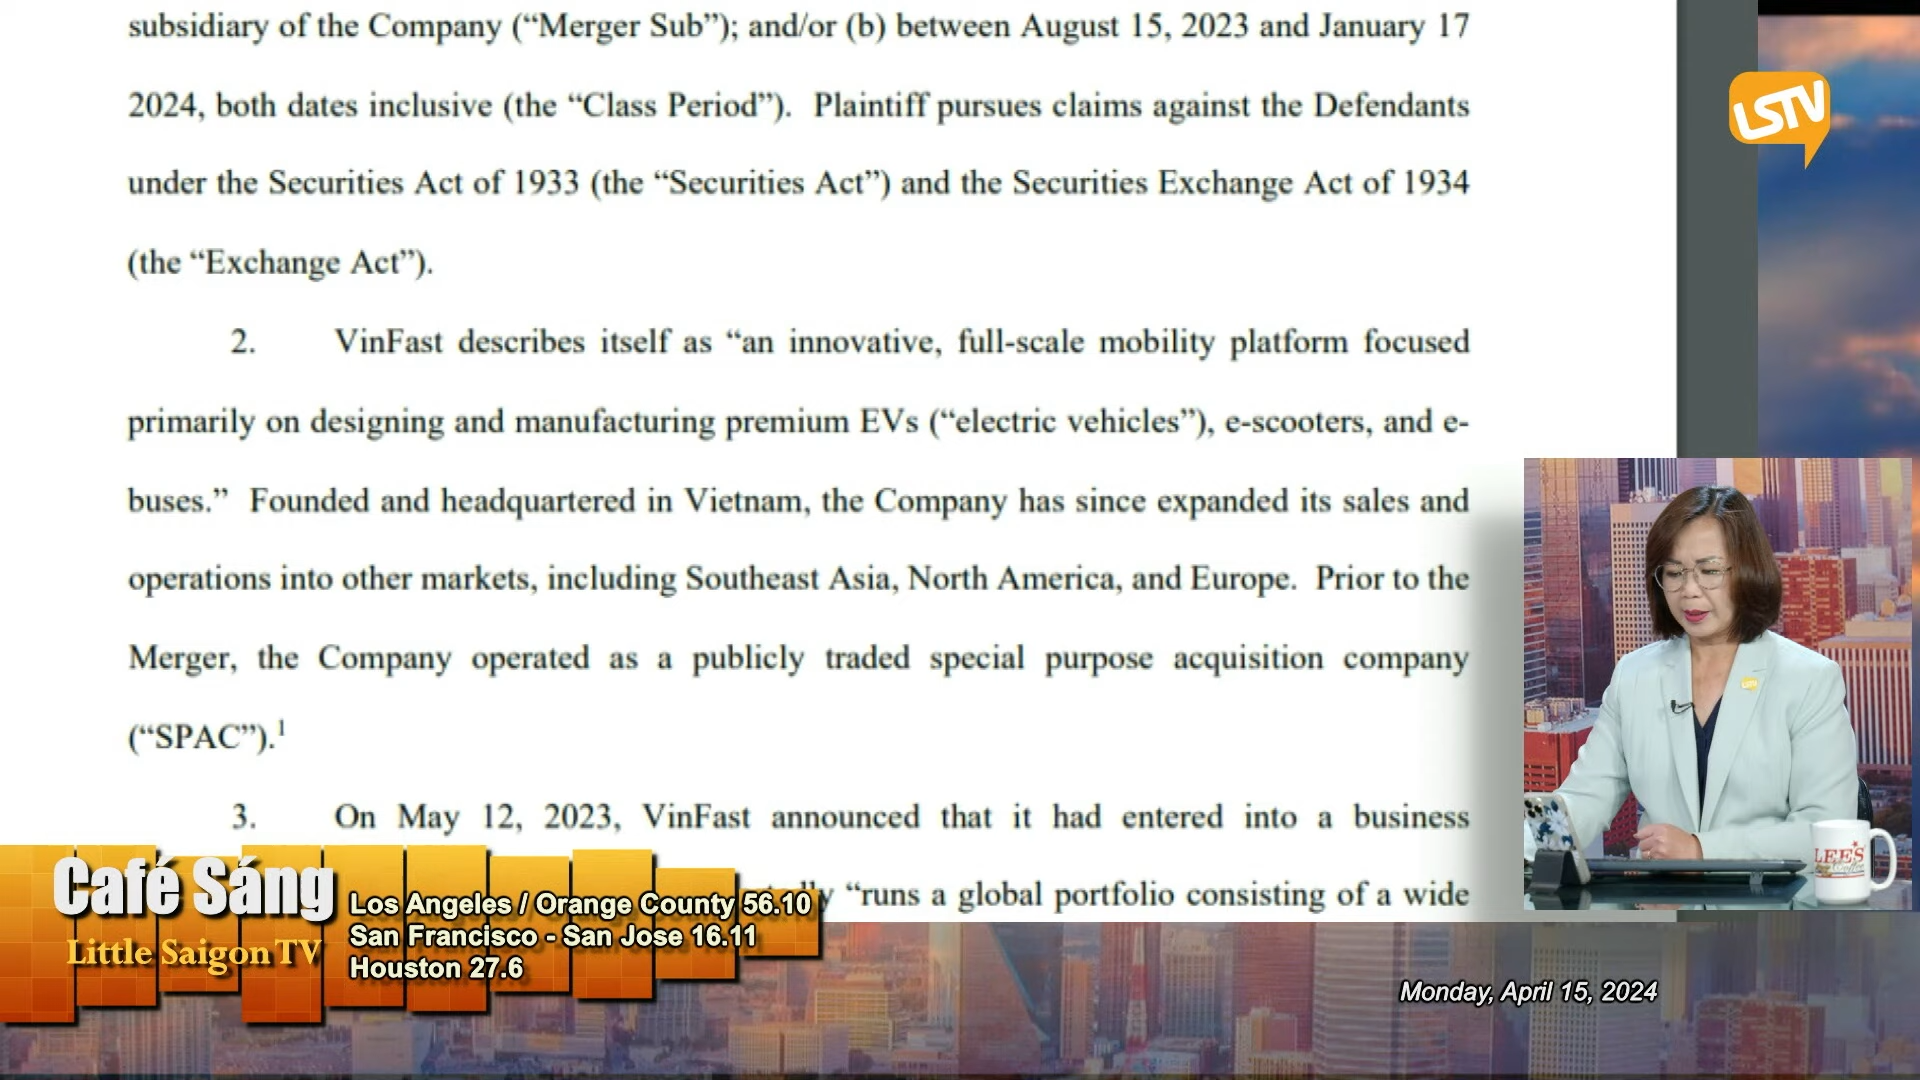 subsidiary of the Company (“Merger Sub”); and/or (b) between August 15, 2023 and January 17
2024, both dates inclusive (the “Class Period”). Plaintiff pursues claims against the Defendants
under the Securities Act of 1933 (the “Securities Act”) and the Securities Exchange Act of 1934
(the “Exchange Act”).
2. VinFast describes itself as “an innovative, full-scale mobility platform focused
primarily on designing and manufacturing premium EVs (“electric vehicles”), e-scooters, and e-
buses.” Founded and headquartered in Vietnam, the Company has since expanded its sales and
operations into other markets, including Southeast Asia, North America, and Europe. Prior to the
Merger, the Company operated as a publicly traded special purpose acquisition company
(“SPAC”).¹
3. On May 12, 2023, VinFast announced that it had entered into a business
“runs a global portfolio consisting of a wide
LSTV
LEE'S
Café Sáng
Little Saigon TV
Los Angeles / Orange County 56.10
San Francisco - San Jose 16.11
Houston 27.6
Monday, April 15, 2024